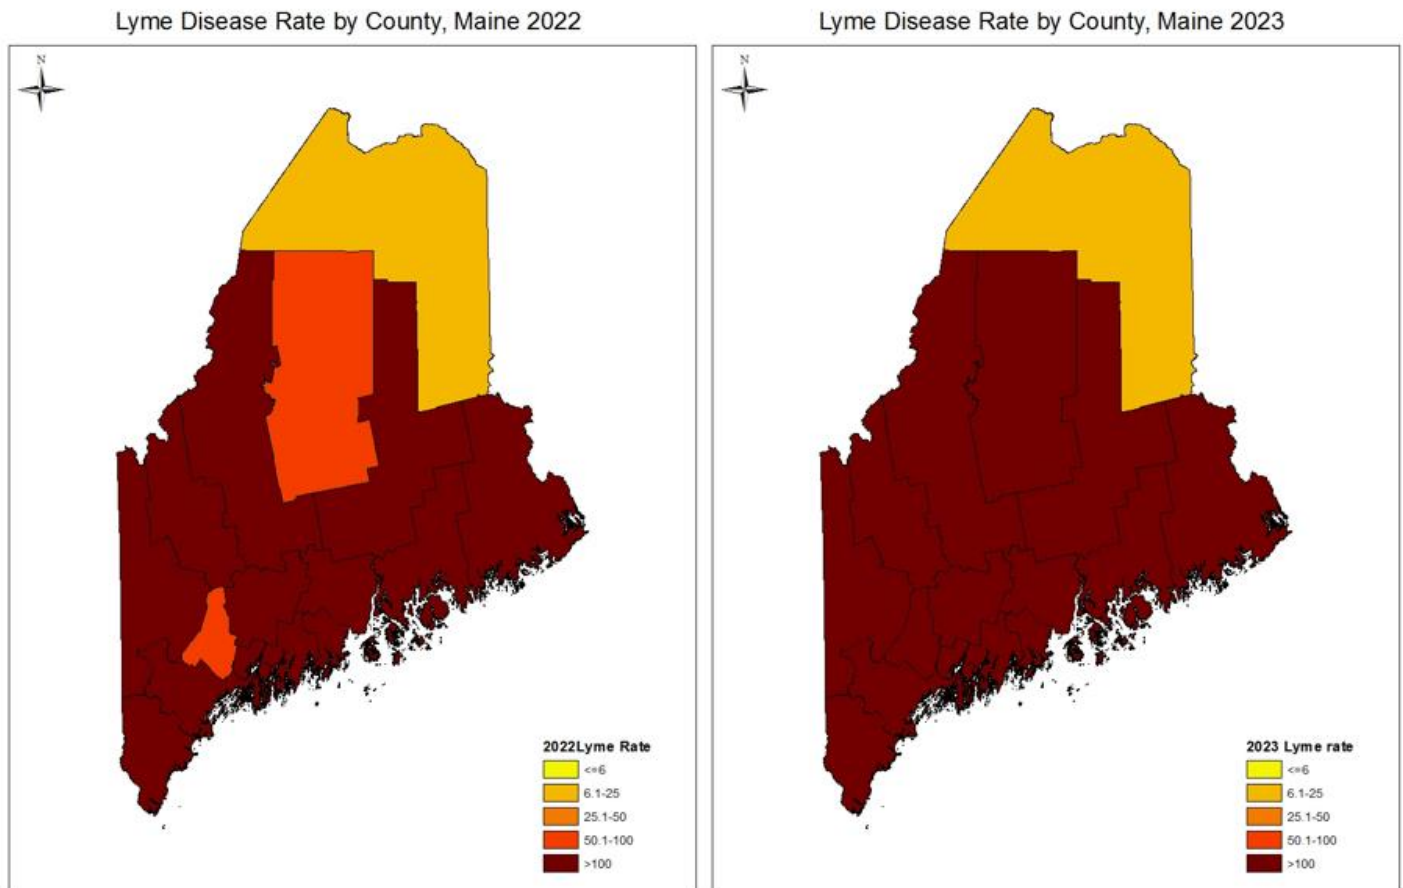 Lyme Disease Rate by County, Maine 2022
N
2022Lyme Rate
<=6
6.1-25
25.1-50
50.1-100
>100
Lyme Disease Rate by County, Maine 2023
N
2023 Lyme rate
<=6
6.1-25
25.1-50
50.1-100
>100